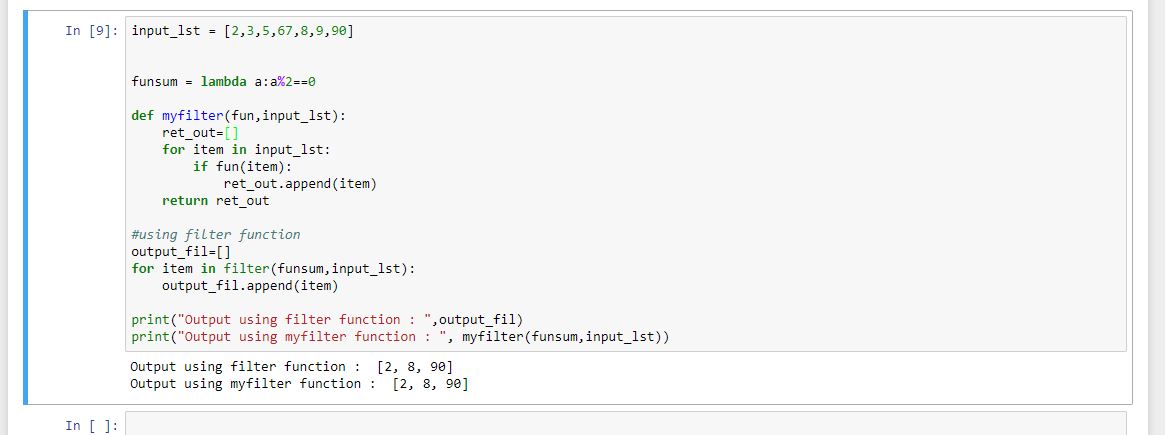 In [9]: input_lst = [2,3,5,67,8,9,90]
funsum = lambda a:a%2==0
def myfilter(fun,input_lst):
    ret_out=[]
    for item in input_lst:
        if fun(item):
            ret_out.append(item)
    return ret_out
#using filter function
output_fil=[]
for item in filter(funsum,input_lst):
    output_fil.append(item)
print("Output using filter function : ",output_fil)
print("Output using myfilter function : ", myfilter(funsum,input_lst))
Output using filter function :  [2, 8, 90]
Output using myfilter function :  [2, 8, 90]
In [ ]: